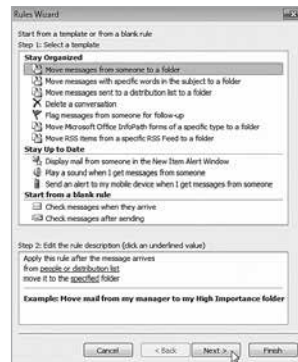 Rules Wizard
Start from a template or from a blank rule
Step 1: Select a template
Stay Organized
Move messages from someone to a folder
Move messages with specific words in the subject to a folder
Move messages sent to a distribution list to a folder
Delete a conversation
Flag messages from someone for follow-up
Move Microsoft Office InfoPath forms of a specific type to a folder
Move RSS items from a specific RSS Feed to a folder
Stay Up to Date
Display mail from someone in the New Item Alert Window
Play a sound when I get messages from someone
Send an alert to my mobile device when I get messages from someone
Start from a blank rule
Check messages when they arrive
Check messages after sending
Step 2: Edit the rule description (click an underlined value)
Apply this rule after the message arrives
from people or distribution list
move it to the specified folder
Example: Move mail from my manager to my High Importance folder
Cancel < Back Next > Finish